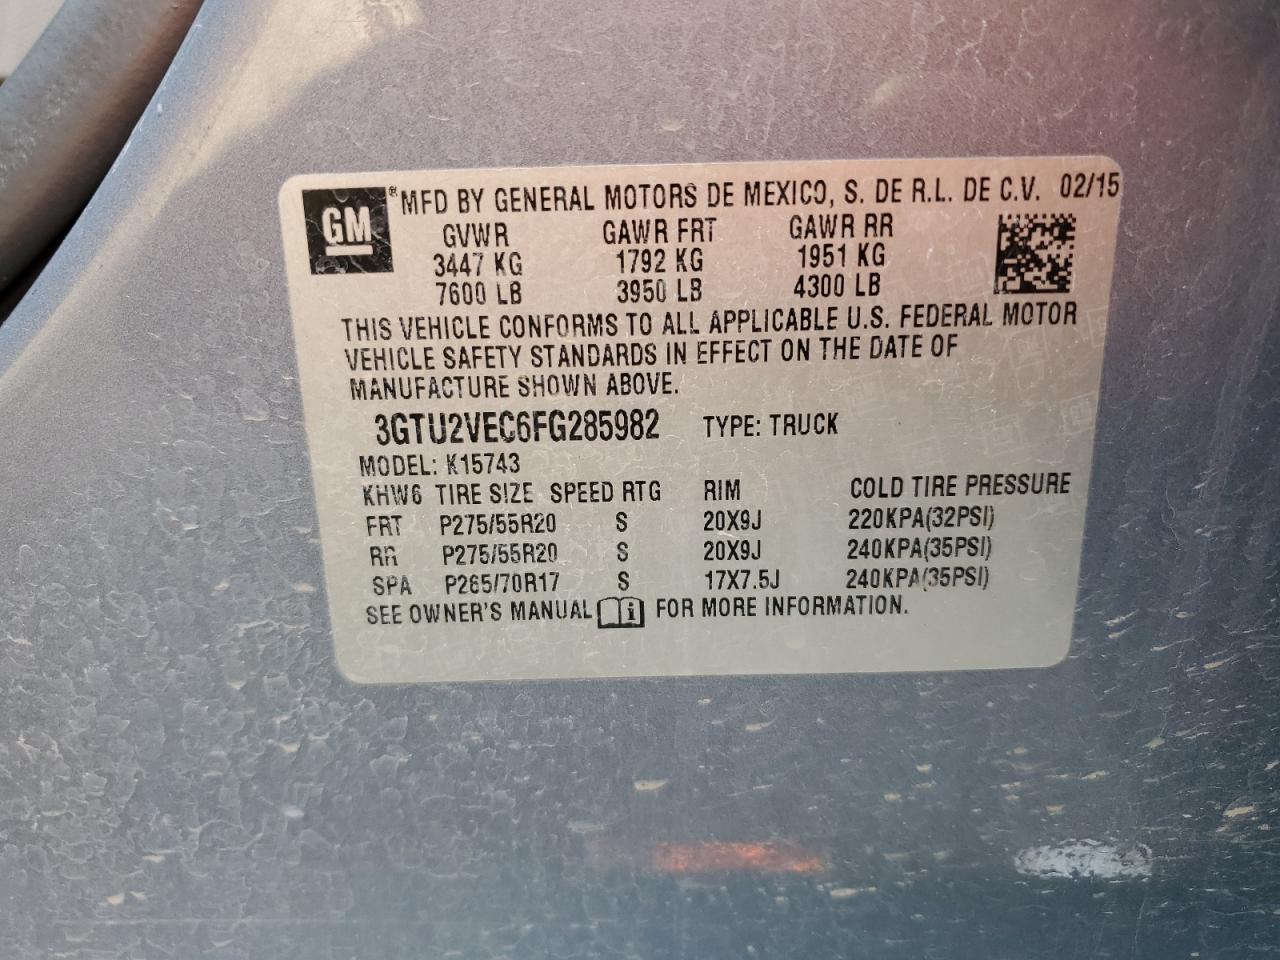 GM ® MFD BY GENERAL MOTORS DE MEXICO, S. DE R.L. DE C.V. 02/15
GVWR GAWR FRT GAWR RR
3447 KG 1792 KG 1951 KG
7600 LB 3950 LB 4300 LB
THIS VEHICLE CONFORMS TO ALL APPLICABLE U.S. FEDERAL MOTOR
VEHICLE SAFETY STANDARDS IN EFFECT ON THE DATE OF
MANUFACTURE SHOWN ABOVE.
3GTU2VEC6FG285982 TYPE: TRUCK
MODEL: K15743
KHW6 TIRE SIZE SPEED RTG RIM COLD TIRE PRESSURE
FRT P275/55R20 S 20X9J 220KPA(32PSI)
RR P275/55R20 S 20X9J 240KPA(35PSI)
SPA P265/70R17 S 17X7.5J 240KPA(35PSI)
SEE OWNER'S MANUAL FOR MORE INFORMATION.